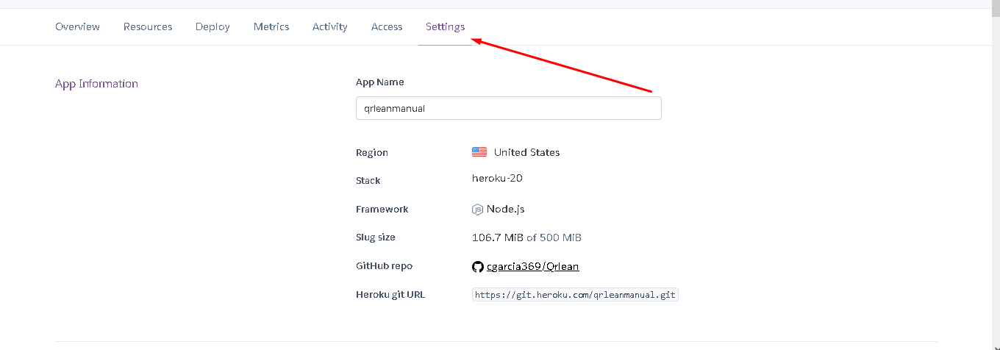 Overview Resources Deploy Metrics Activity Access Settings
App Information
App Name
qrleanmanual
Region United States
Stack heroku-20
Framework Node.js
Slug size 106.7 MiB of 500 MiB
GitHub repo cgarcia369/Qrlean
Heroku git URL https://git.heroku.com/qrleanmanual.git